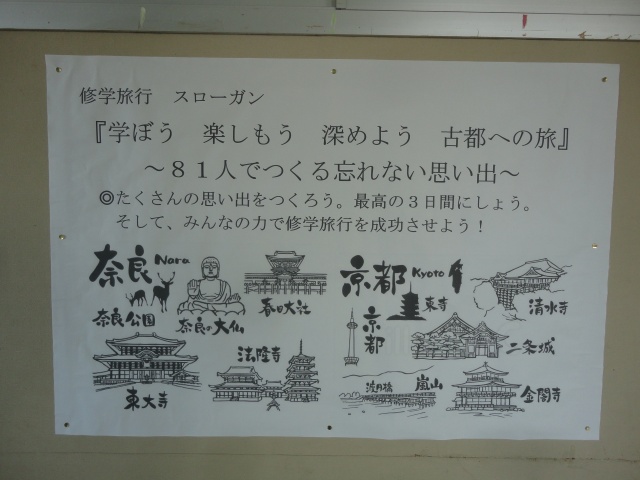 修学旅行　スローガン
『学ぼう　楽しもう　深めよう　古都への旅』
～８１人でつくる忘れない思い出～
◎たくさんの思い出をつくろう。最高の３日間にしょう。
そして、みんなの力で修学旅行を成功させよう！
奈良 Nara
奈良公園
奈良の大仏
春日大社
東大寺
法隆寺
京都 Kyoto
東寺
清水寺
京都
二条城
渡月橋 嵐山
金閣寺